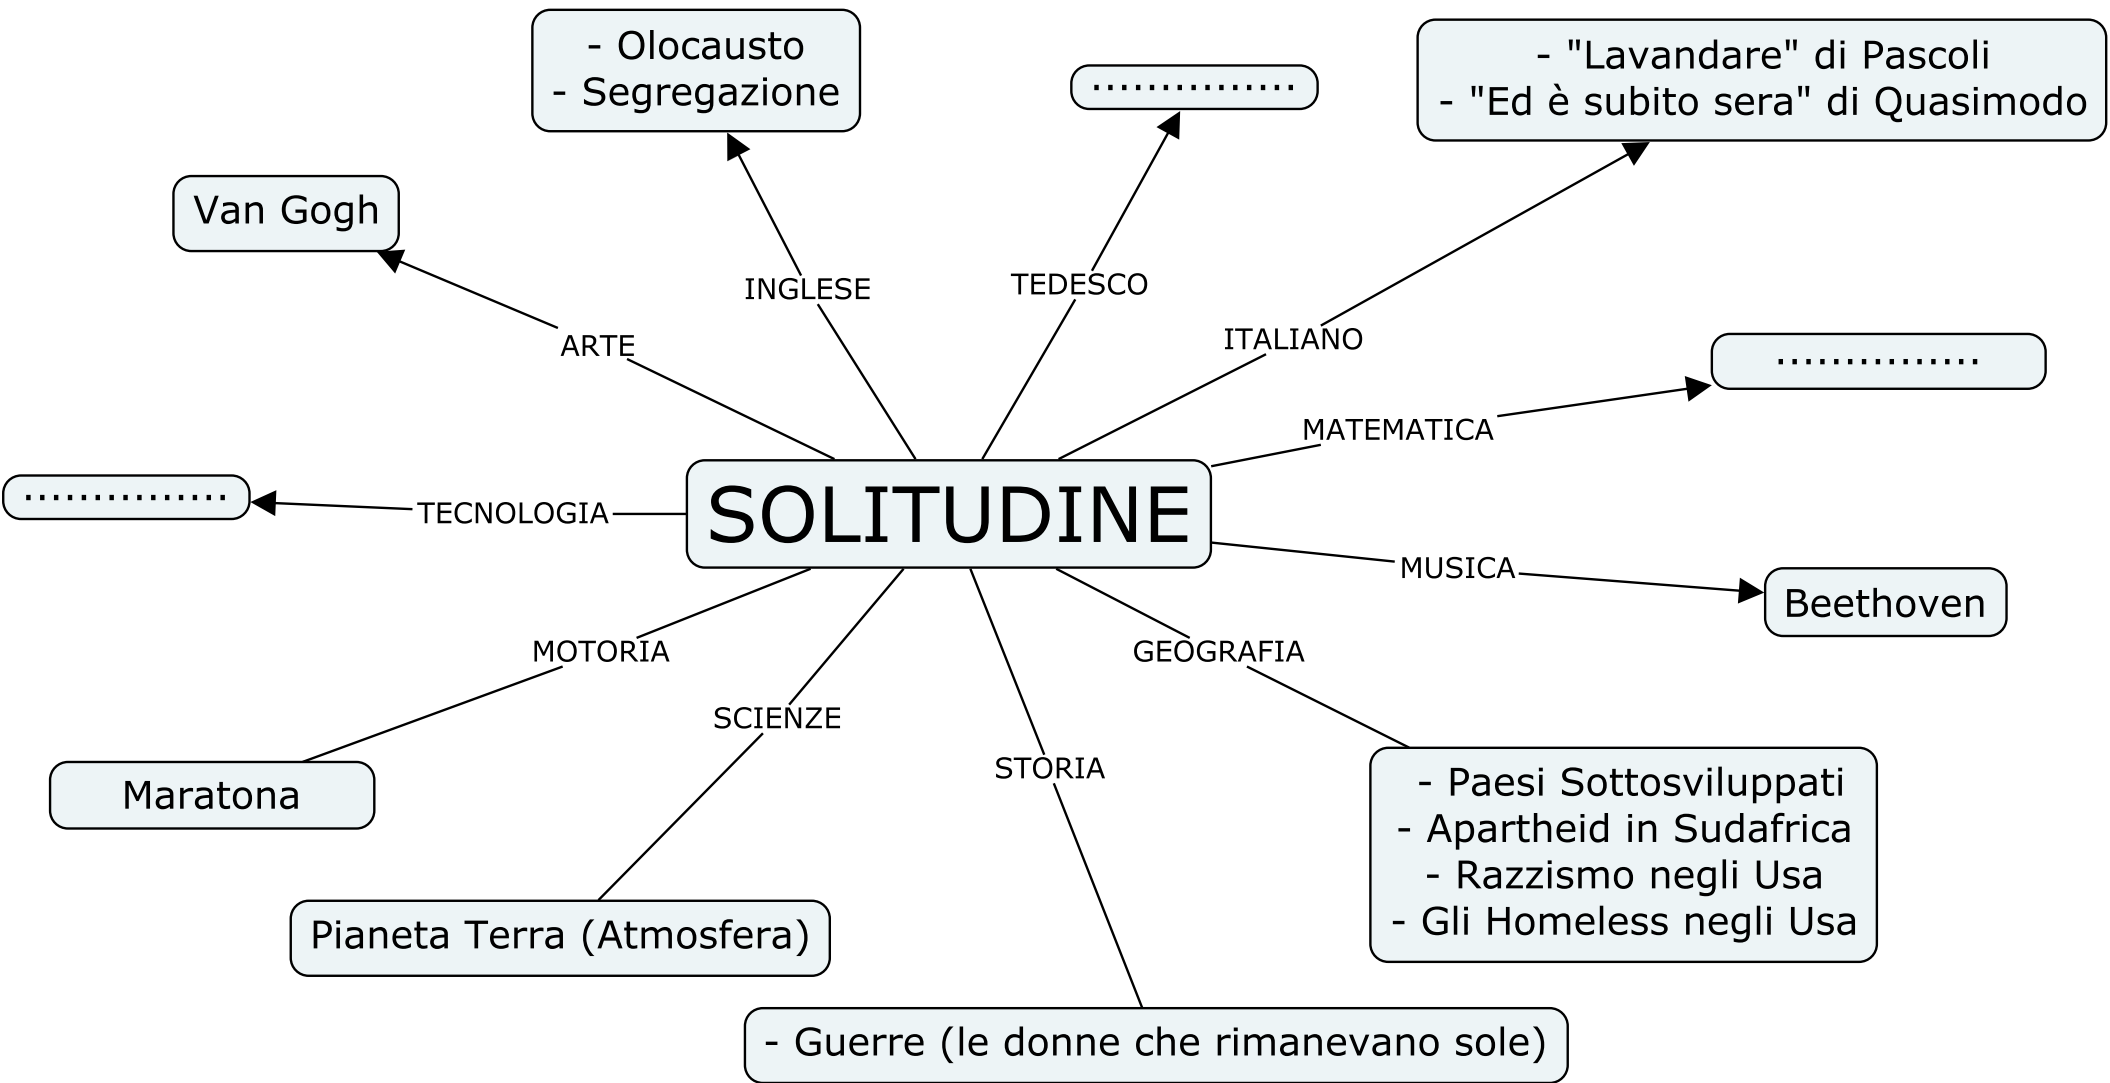 - Olocausto
- Segregazione
...............
- "Lavandare" di Pascoli
- "Ed è subito sera" di Quasimodo
Van Gogh
INGLESE
TEDESCO
ARTE
ITALIANO
...............
MATEMATICA
...............
TECNOLOGIA
SOLITUDINE
MUSICA
Beethoven
MOTORIA
GEOGRAFIA
SCIENZE
STORIA
Maratona
- Paesi Sottosviluppati
- Apartheid in Sudafrica
- Razzismo negli Usa
- Gli Homeless negli Usa
Pianeta Terra (Atmosfera)
- Guerre (le donne che rimanevano sole)